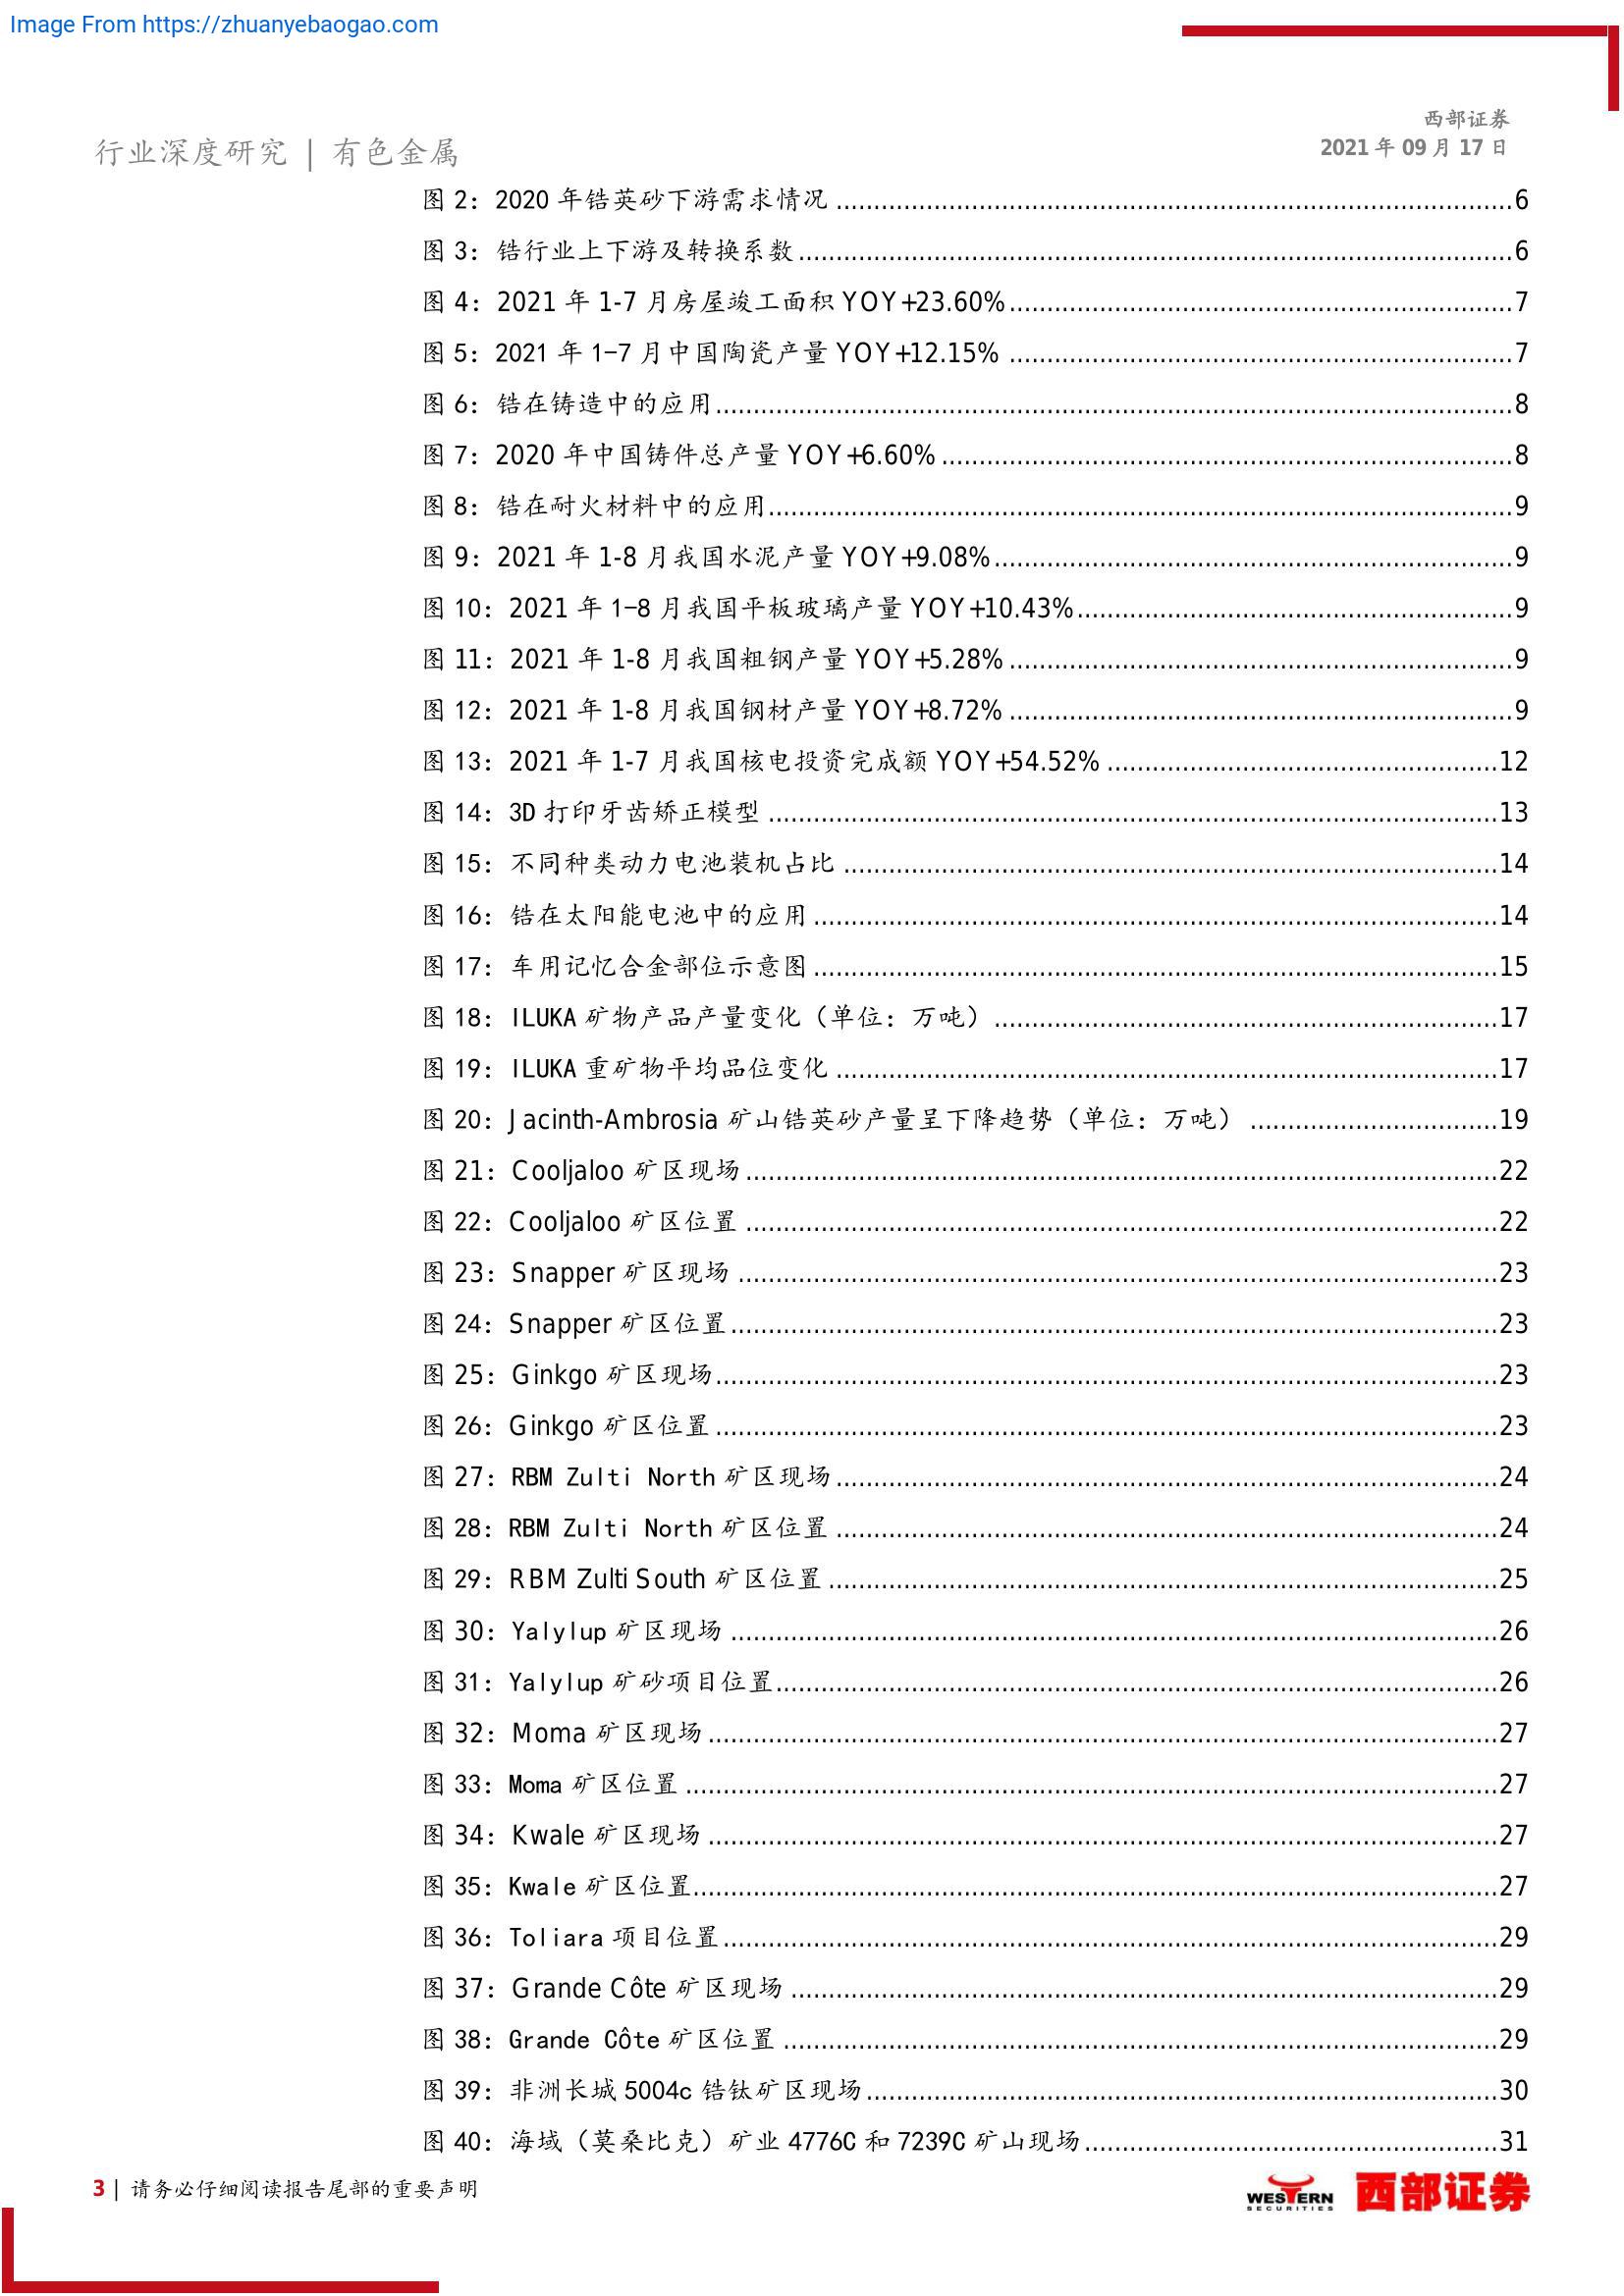 Image From https://zhuanyebaogao.com
西部证券
行业深度研究 | 有色金属
2021 年 09 月 17 日
图 2：2020 年锆英砂下游需求情况 ........ 6
图 3：锆行业上下游及转换系数 ........ 6
图 4：2021 年 1-7 月房屋竣工面积 YOY+23.60% ........ 7
图 5：2021 年 1-7 月中国陶瓷产量 YOY+12.15% ........ 7
图 6：锆在铸造中的应用 ........ 8
图 7：2020 年中国铸件总产量 YOY+6.60% ........ 8
图 8：锆在耐火材料中的应用 ........ 9
图 9：2021 年 1-8 月我国水泥产量 YOY+9.08% ........ 9
图 10：2021 年 1-8 月我国平板玻璃产量 YOY+10.43% ........ 9
图 11：2021 年 1-8 月我国粗钢产量 YOY+5.28% ........ 9
图 12：2021 年 1-8 月我国钢材产量 YOY+8.72% ........ 9
图 13：2021 年 1-7 月我国核电投资完成额 YOY+54.52% ........ 12
图 14：3D 打印牙齿矫正模型 ........ 13
图 15：不同种类动力电池装机占比 ........ 14
图 16：锆在太阳能电池中的应用 ........ 14
图 17：车用记忆合金部位示意图 ........ 15
图 18：ILUKA 矿物产品产量变化（单位：万吨） ........ 17
图 19：ILUKA 重矿物平均品位变化 ........ 17
图 20：Jacinth-Ambrosia 矿山锆英砂产量呈下降趋势（单位：万吨） ........ 19
图 21：Cooljaloo 矿区现场 ........ 22
图 22：Cooljaloo 矿区位置 ........ 22
图 23：Snapper 矿区现场 ........ 23
图 24：Snapper 矿区位置 ........ 23
图 25：Ginkgo 矿区现场 ........ 23
图 26：Ginkgo 矿区位置 ........ 23
图 27：RBM Zulti North 矿区现场 ........ 24
图 28：RBM Zulti North 矿区位置 ........ 24
图 29：RBM Zulti South 矿区位置 ........ 25
图 30：Yalylup 矿区现场 ........ 26
图 31：Yalylup 矿砂项目位置 ........ 26
图 32：Moma 矿区现场 ........ 27
图 33：Moma 矿区位置 ........ 27
图 34：Kwale 矿区现场 ........ 27
图 35：Kwale 矿区位置 ........ 27
图 36：Toliara 项目位置 ........ 29
图 37：Grande Côte 矿区现场 ........ 29
图 38：Grande Côte 矿区位置 ........ 29
图 39：非洲长城 5004c 锆钛矿区现场 ........ 30
图 40：海域（莫桑比克）矿业 4776C 和 7239C 矿山现场 ........ 31
3 | 请务必仔细阅读报告尾部的重要声明
WESTERN SECURITIES 西部证券